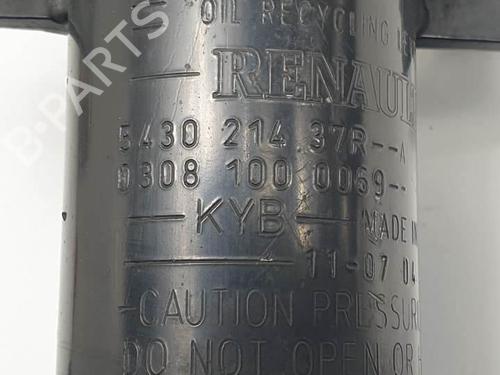 OIL RECYCLING
RENAULT
5430 214 37R--A
0308 100 0069--
KYB MADE IN
11-07 04
CAUTION PRESSURE
DO NOT OPEN OR
B-PARTS